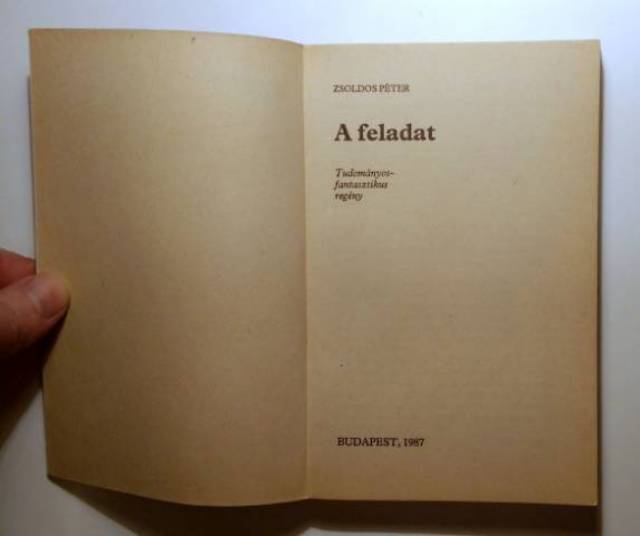 ZSOLDOS PÉTER
A feladat
Tudományos-
fantasztikus
regény
BUDAPEST, 1987